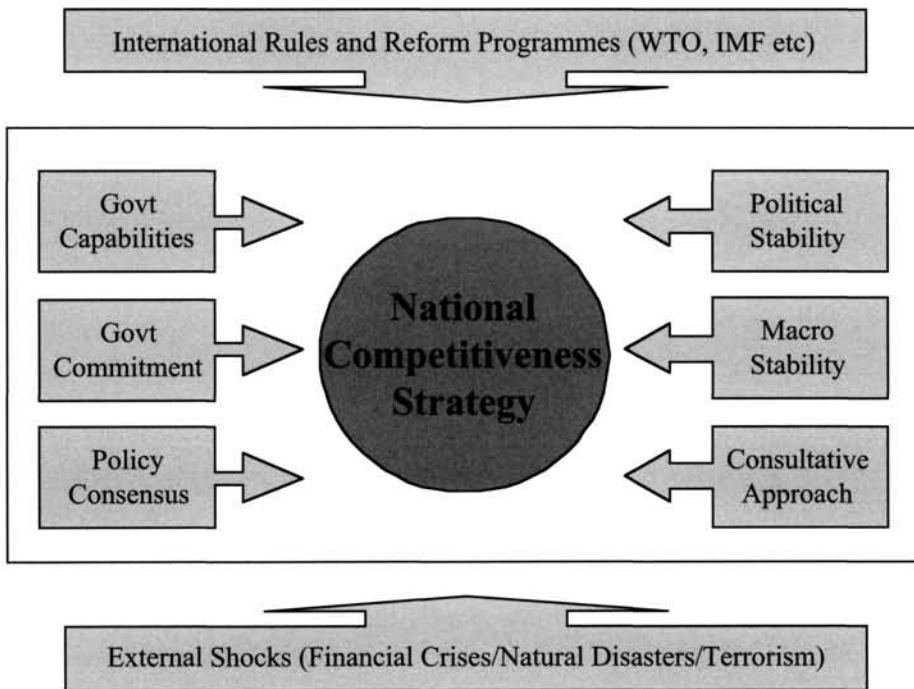 International Rules and Reform Programmes (WTO, IMF etc)
Govt
Capabilities
Govt
Commitment
Policy
Consensus
National
Competitiveness
Strategy
Political
Stability
Macro
Stability
Consultative
Approach
External Shocks (Financial Crises/Natural Disasters/Terrorism)